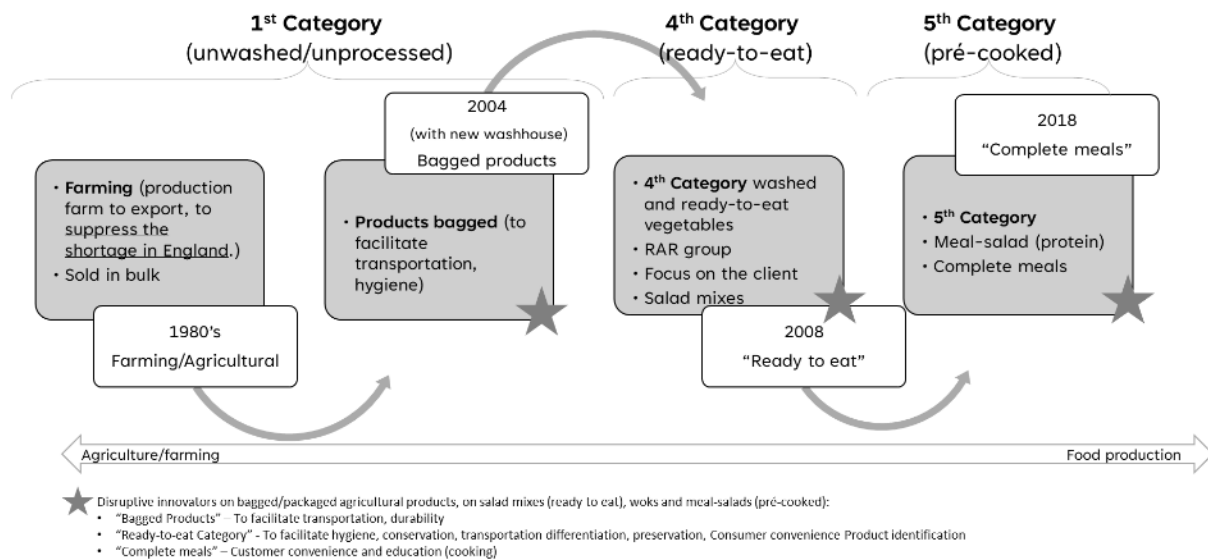 1st Category
(unwashed/unprocessed)
4th Category
(ready-to-eat)
5th Category
(pré-cooked)
• Farming (production
farm to export, to
suppress the
shortage in England.)
• Sold in bulk
1980's
Farming/Agricultural
2004
(with new washhouse)
Bagged products
• Products bagged (to
facilitate
transportation,
hygiene)
• 4th Category washed
and ready-to-eat
vegetables
• RAR group
• Focus on the client
• Salad mixes
2008
“Ready to eat”
2018
“Complete meals”
• 5th Category
• Meal-salad (protein)
• Complete meals
Agriculture/farming
Food production
Disruptive innovators on bagged/packaged agricultural products, on salad mixes (ready to eat), woks and meal-salads (pré-cooked):
• “Bagged Products” – To facilitate transportation, durability
• “Ready-to-eat Category” - To facilitate hygiene, conservation, transportation differentiation, preservation, Consumer convenience Product identification
• “Complete meals” – Customer convenience and education (cooking)